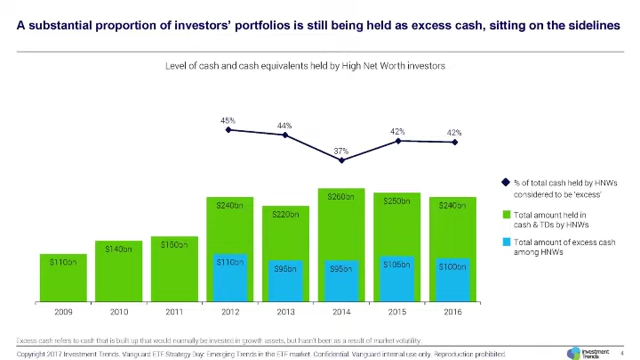 A substantial proportion of investors' portfolios is still being held as excess cash, sitting on the sidelines
Level of cash and cash equivalents held by High Net Worth investors
45%
44%
37%
42%
42%
% of total cash held by HNWs
considered to be 'excess'
Total amount held in
cash & TDs by HNWs
Total amount of excess cash
among HNWs
$110bn
$140bn
$150bn
$240bn
$220bn
$260bn
$250bn
$240bn
$110bn
$95bn
$95bn
$105bn
$100bn
2009
2010
2011
2012
2013
2014
2015
2016
Excess cash refers to cash that is built up that would normally be invested in growth assets, but hasn't been as a result of market volatility.
Copyright 2017 Investment Trends. Vanguard ETF Strategy Day: Emerging Trends in the ETF market. Confidential. Vanguard internal use only. Reproduction prohibited.
Investment
Trends
4